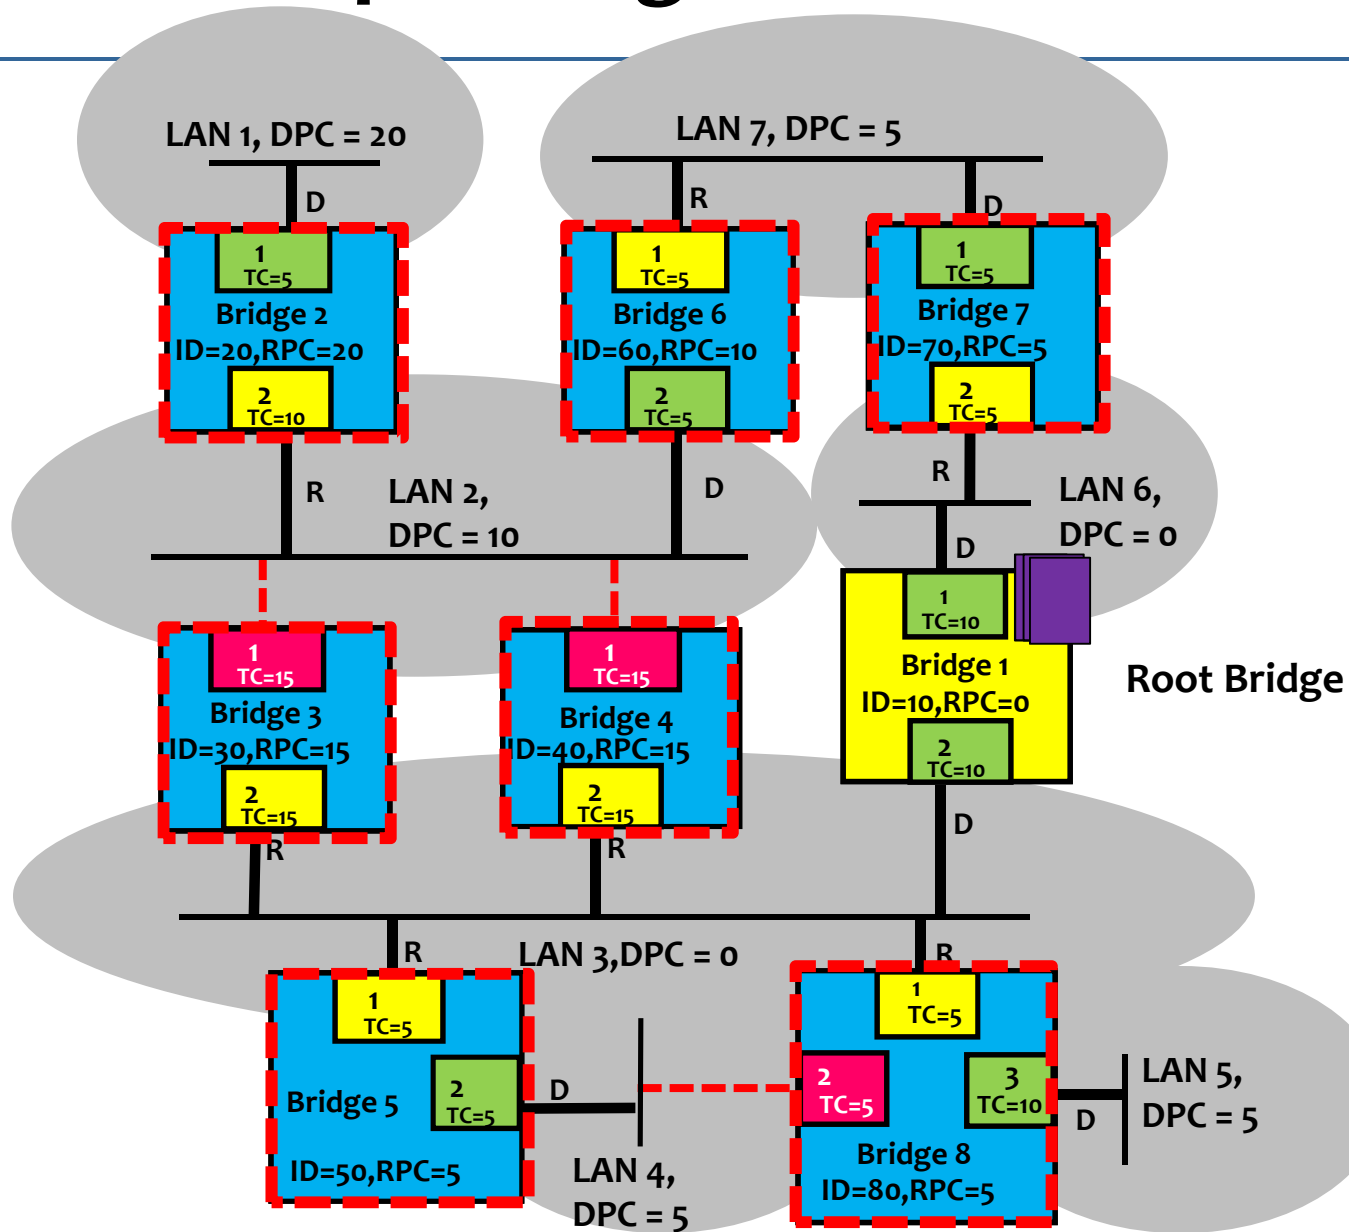 LAN 1, DPC = 20
LAN 7, DPC = 5
D
R
D
1
TC=5
Bridge 2
ID=20,RPC=20
2
TC=10
1
TC=5
Bridge 6
ID=60,RPC=10
2
TC=5
1
TC=5
Bridge 7
ID=70,RPC=5
2
TC=5
R
LAN 2,
DPC = 10
D
R
LAN 6,
DPC = 0
D
1
TC=15
Bridge 3
ID=30,RPC=15
2
TC=15
R
1
TC=15
Bridge 4
ID=40,RPC=15
2
TC=15
R
1
TC=10
Bridge 1
ID=10,RPC=0
2
TC=10
D
Root Bridge
R
LAN 3,DPC = 0
R
1
TC=5
2
TC=5
Bridge 5
ID=50,RPC=5
D
LAN 4,
DPC = 5
1
TC=5
2
TC=5
3
TC=10
Bridge 8
ID=80,RPC=5
D
LAN 5,
DPC = 5